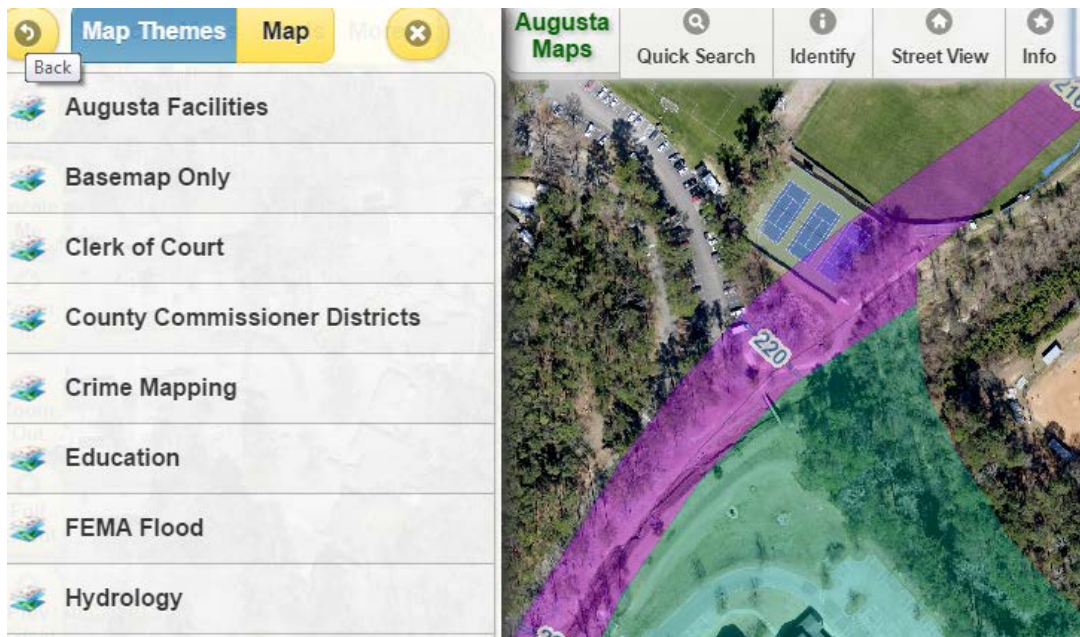 Map Themes
Map
Back
Augusta Facilities
Basemap Only
Clerk of Court
County Commissioner Districts
Crime Mapping
Education
FEMA Flood
Hydrology
Augusta
Maps
Quick Search
Identify
Street View
Info
210
220